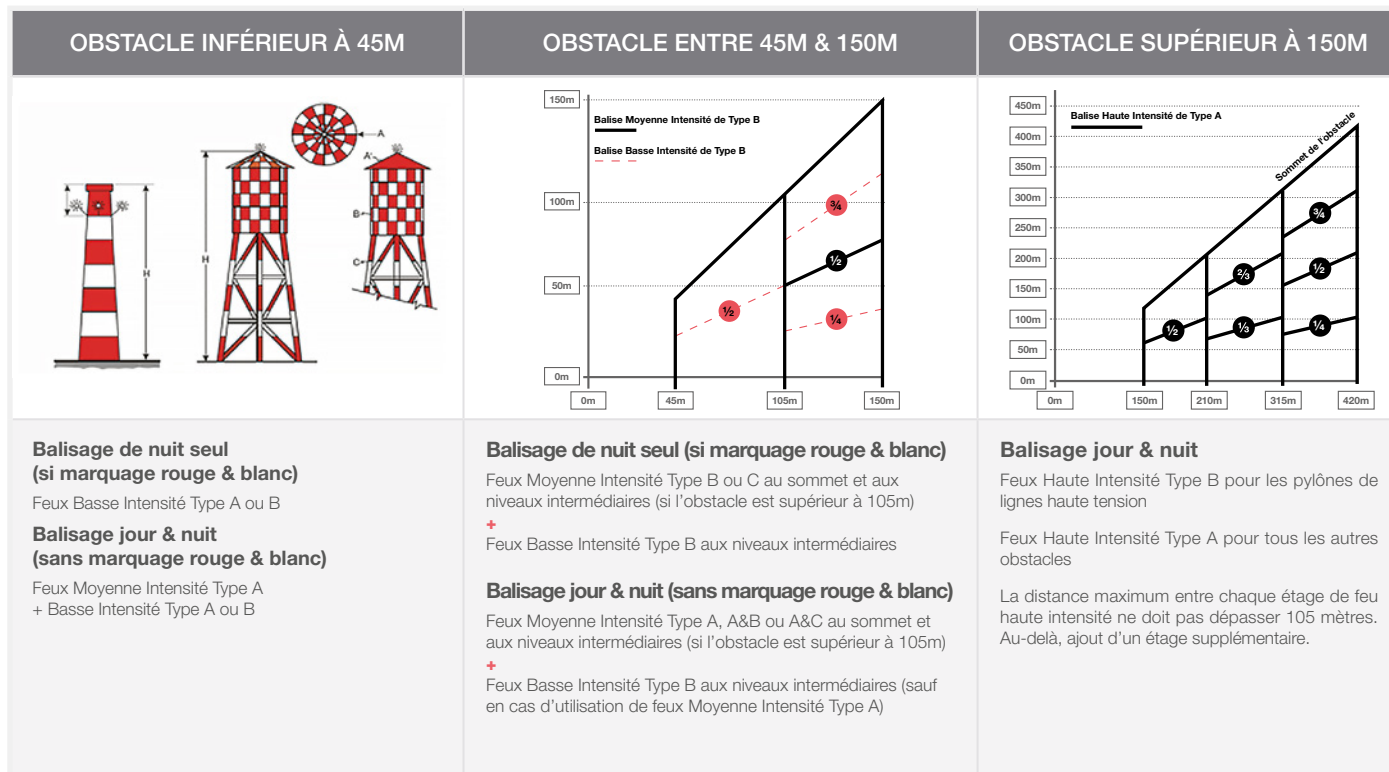 OBSTACLE INFÉRIEUR À 45M
A
A'
B
C
H
H
Balisage de nuit seul
(si marquage rouge & blanc)
Feux Basse Intensité Type A ou B
Balisage jour & nuit
(sans marquage rouge & blanc)
Feux Moyenne Intensité Type A
+ Basse Intensité Type A ou B
OBSTACLE ENTRE 45M & 150M
150m
Balise Moyenne Intensité de Type B
Balise Basse Intensité de Type B
100m
¾
½
50m
½
¼
0m
0m 45m 105m 150m
Balisage de nuit seul (si marquage rouge & blanc)
Feux Moyenne Intensité Type B ou C au sommet et aux
niveaux intermédiaires (si l'obstacle est supérieur à 105m)
+
Feux Basse Intensité Type B aux niveaux intermédiaires
Balisage jour & nuit (sans marquage rouge & blanc)
Feux Moyenne Intensité Type A, A&B ou A&C au sommet et
aux niveaux intermédiaires (si l'obstacle est supérieur à 105m)
+
Feux Basse Intensité Type B aux niveaux intermédiaires (sauf
en cas d'utilisation de feux Moyenne Intensité Type A)
OBSTACLE SUPÉRIEUR À 150M
450m
Balise Haute Intensité de Type A
Sommet de l'obstacle
400m
350m
300m
¾
250m
200m
⅔
½
150m
100m
½
⅓
¼
50m
0m
0m 150m 210m 315m 420m
Balisage jour & nuit
Feux Haute Intensité Type B pour les pylônes de
lignes haute tension
Feux Haute Intensité Type A pour tous les autres
obstacles
La distance maximum entre chaque étage de feu
haute intensité ne doit pas dépasser 105 mètres.
Au-delà, ajout d'un étage supplémentaire.